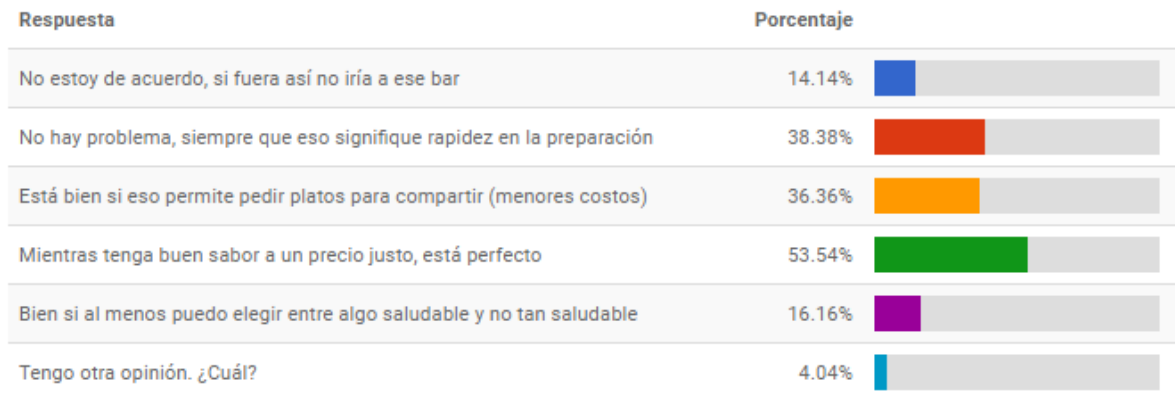 Respuesta Porcentaje
No estoy de acuerdo, si fuera así no iría a ese bar 14.14%
No hay problema, siempre que eso signifique rapidez en la preparación 38.38%
Está bien si eso permite pedir platos para compartir (menores costos) 36.36%
Mientras tenga buen sabor a un precio justo, está perfecto 53.54%
Bien si al menos puedo elegir entre algo saludable y no tan saludable 16.16%
Tengo otra opinión. ¿Cuál? 4.04%